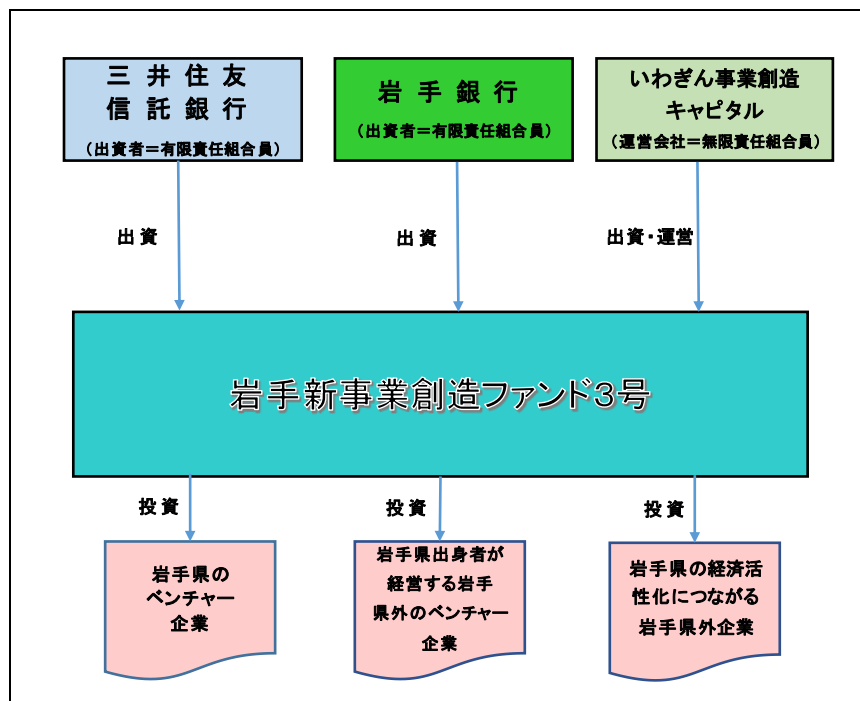 三井住友
信託銀行
（出資者＝有限責任組合員）
岩手銀行
（出資者＝有限責任組合員）
いわぎん事業創造
キャピタル
（運営会社＝無限責任組合員）
出資
出資
出資・運営
岩手新事業創造ファンド３号
投資
投資
投資
岩手県の
ベンチャー
企業
岩手県出身者が
経営する岩手
県外のベンチャー
企業
岩手県の経済活
性化につながる
岩手県外企業